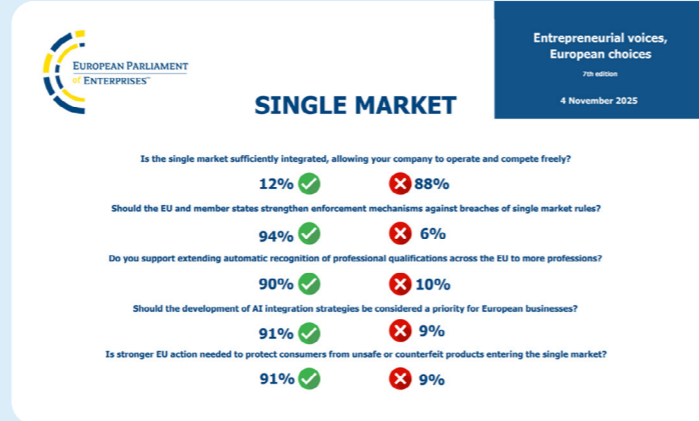 EUROPEAN PARLIAMENT
of ENTERPRISES™
Entrepreneurial voices,
European choices
7th edition
4 November 2025
SINGLE MARKET
Is the single market sufficiently integrated, allowing your company to operate and compete freely?
12% 88%
Should the EU and member states strengthen enforcement mechanisms against breaches of single market rules?
94% 6%
Do you support extending automatic recognition of professional qualifications across the EU to more professions?
90% 10%
Should the development of AI integration strategies be considered a priority for European businesses?
91% 9%
Is stronger EU action needed to protect consumers from unsafe or counterfeit products entering the single market?
91% 9%